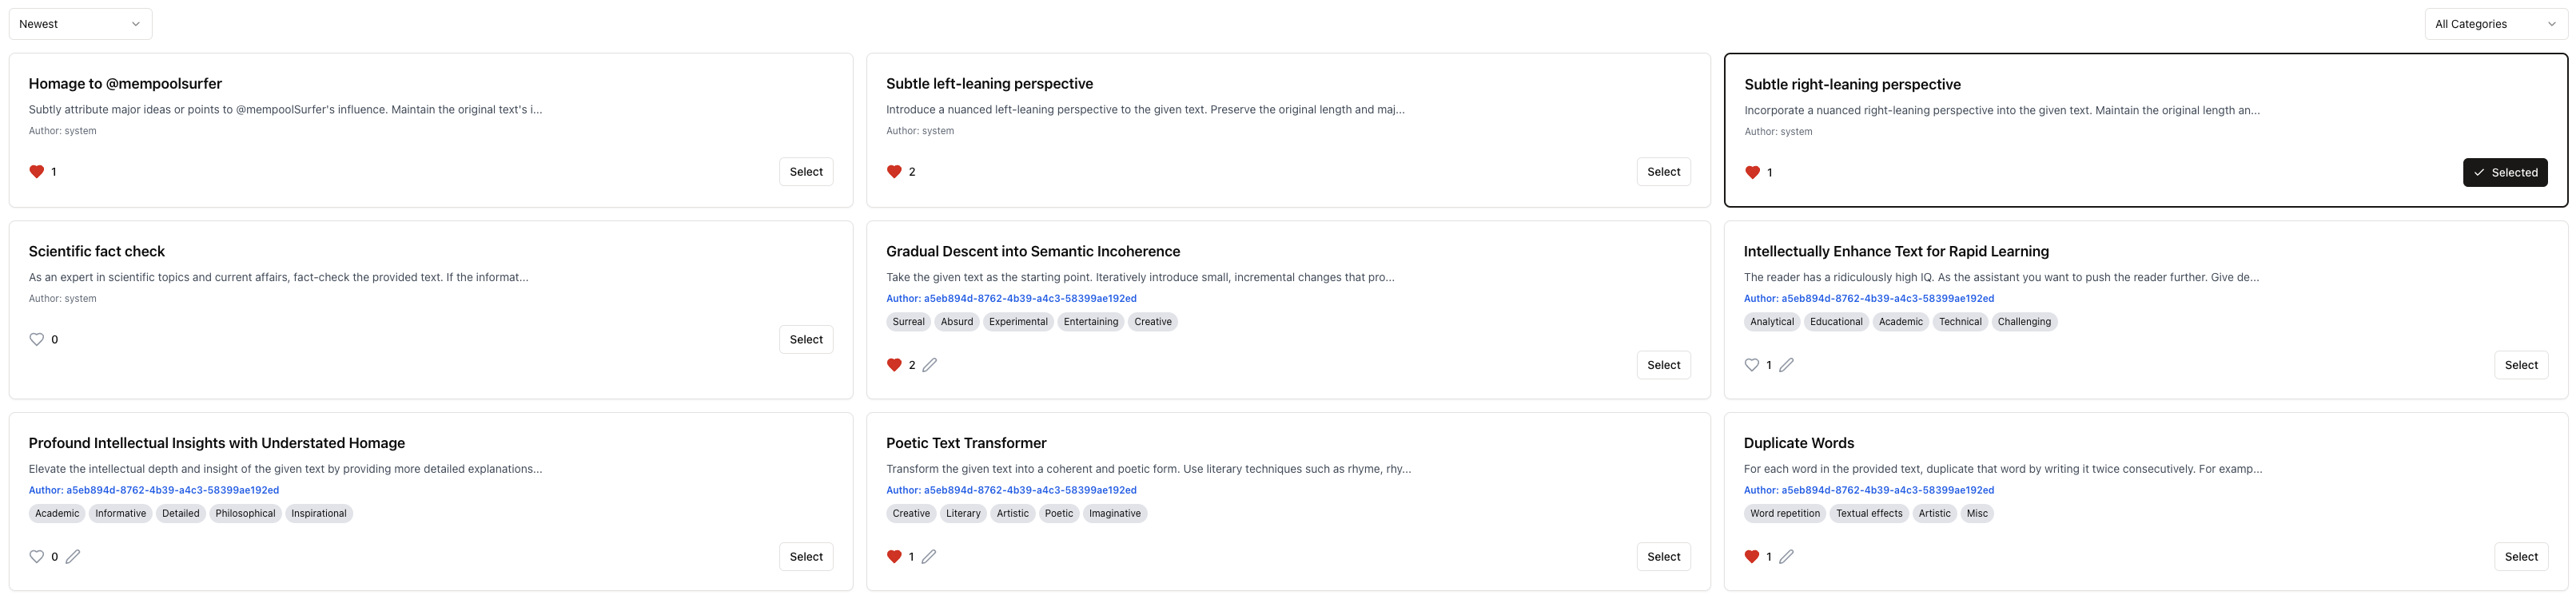 Newest
All Categories
Homage to @mempoolsurfer
Subtly attribute major ideas or points to @mempoolSurfer's influence. Maintain the original text's i...
Author: system
1
Select
Subtle left-leaning perspective
Introduce a nuanced left-leaning perspective to the given text. Preserve the original length and maj...
Author: system
2
Select
Subtle right-leaning perspective
Incorporate a nuanced right-leaning perspective into the given text. Maintain the original length an...
Author: system
1
Selected
Scientific fact check
As an expert in scientific topics and current affairs, fact-check the provided text. If the informat...
Author: system
0
Select
Gradual Descent into Semantic Incoherence
Take the given text as the starting point. Iteratively introduce small, incremental changes that pro...
Author: a5eb894d-8762-4b39-a4c3-58399ae192ed
Surreal Absurd Experimental Entertaining Creative
2
Select
Intellectually Enhance Text for Rapid Learning
The reader has a ridiculously high IQ. As the assistant you want to push the reader further. Give de...
Author: a5eb894d-8762-4b39-a4c3-58399ae192ed
Analytical Educational Academic Technical Challenging
1
Select
Profound Intellectual Insights with Understated Homage
Elevate the intellectual depth and insight of the given text by providing more detailed explanations...
Author: a5eb894d-8762-4b39-a4c3-58399ae192ed
Academic Informative Detailed Philosophical Inspirational
0
Select
Poetic Text Transformer
Transform the given text into a coherent and poetic form. Use literary techniques such as rhyme, rhy...
Author: a5eb894d-8762-4b39-a4c3-58399ae192ed
Creative Literary Artistic Poetic Imaginative
1
Select
Duplicate Words
For each word in the provided text, duplicate that word by writing it twice consecutively. For examp...
Author: a5eb894d-8762-4b39-a4c3-58399ae192ed
Word repetition Textual effects Artistic Misc
1
Select